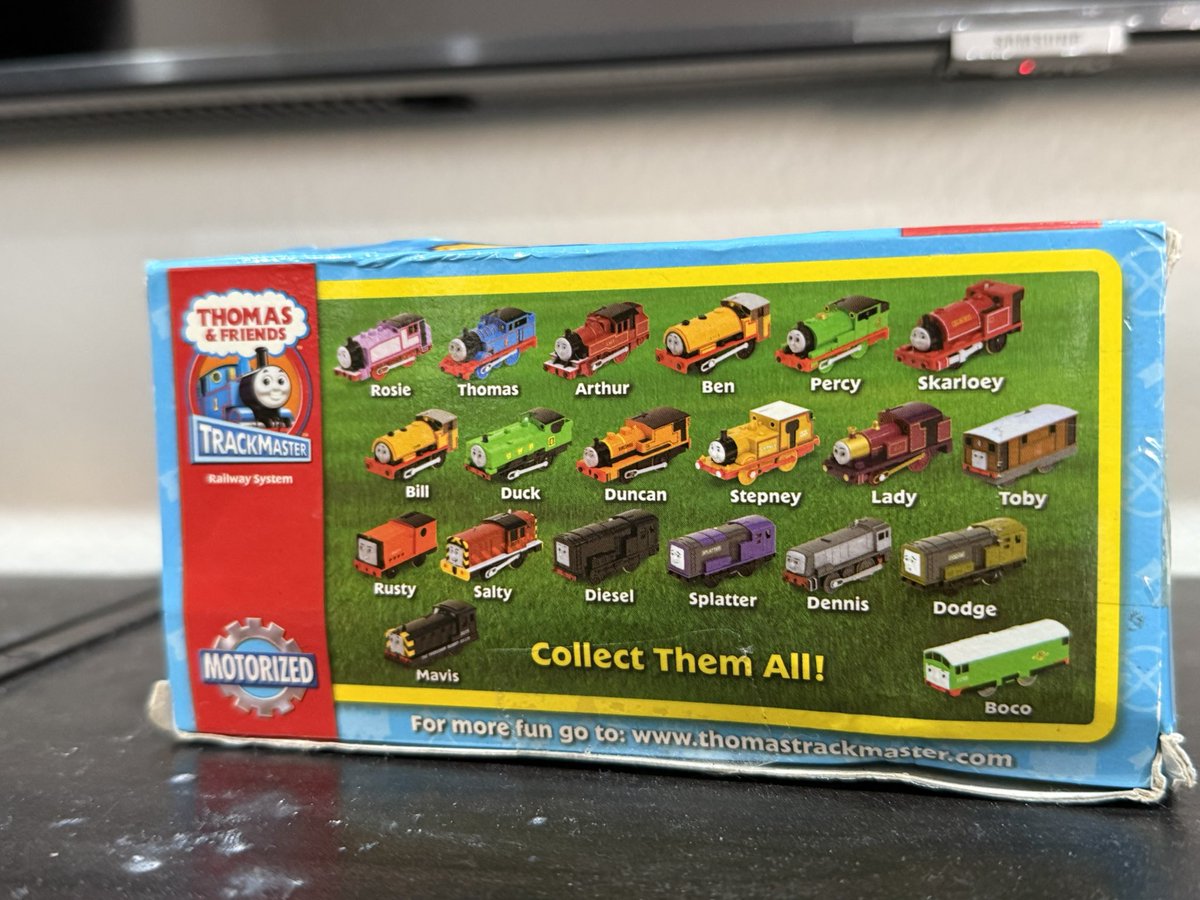 SAMSUNG
THOMAS
& FRIENDS
TRACKMASTER
Railway System
MOTORIZED
Rosie Thomas Arthur Ben Percy Skarloey
Bill Duck Duncan Stepney Lady Toby
Rusty Salty Diesel Splatter Dennis Dodge
Mavis Collect Them All! Boco
For more fun go to: www.thomastrackmaster.com